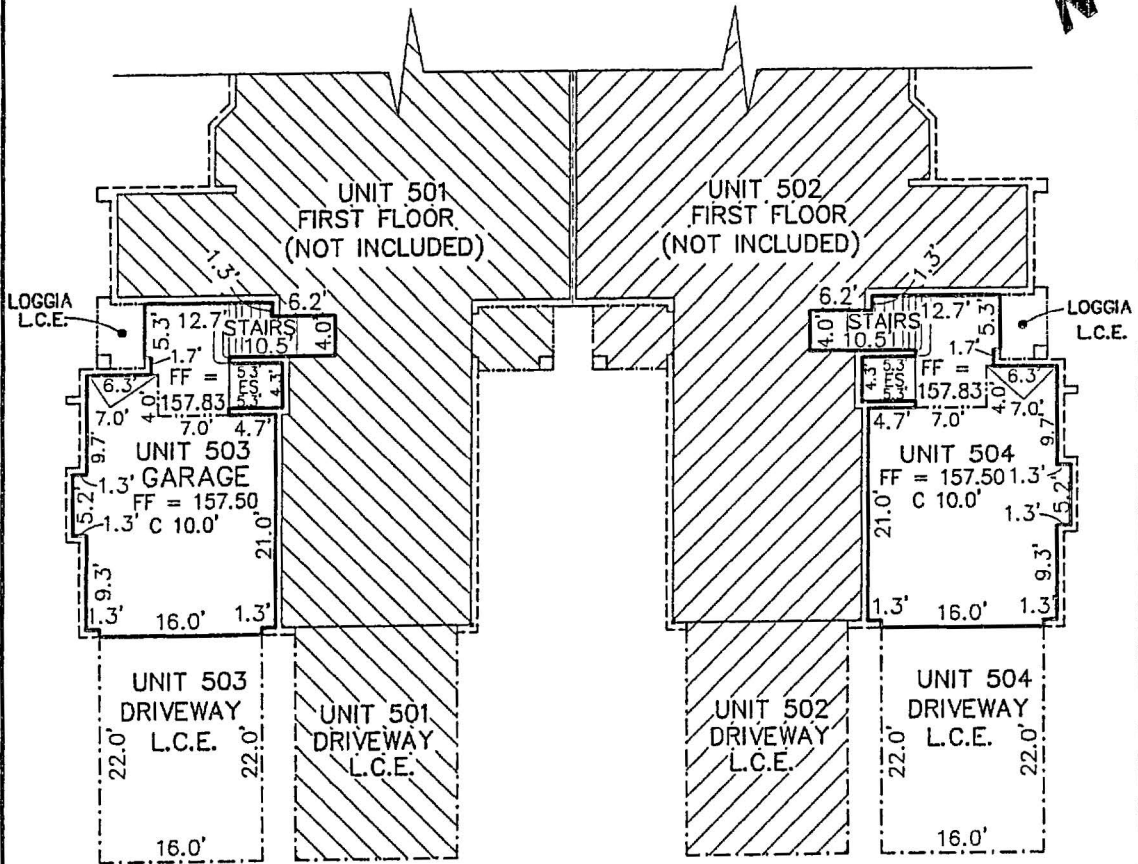 UNIT 501
FIRST FLOOR
(NOT INCLUDED)
UNIT 502
FIRST FLOOR
(NOT INCLUDED)
LOGGIA
L.C.E.
1.3'
6.2'
5.3'
12.7'
STAIRS
10.5'
4.0'
1.7'
6.3'
FF =
157.83
5.3'
ES
5.3'
4.3'
7.0'
4.0'
7.0'
4.7'
9.7'
UNIT 503
GARAGE
FF = 157.50
C 10.0'
1.3'
5.2'
1.3'
21.0'
9.3'
1.3'
16.0'
1.3'
1.3'
6.2'
4.0'
STAIRS
10.5'
12.7'
5.3'
LOGGIA
L.C.E.
1.7'
6.3'
4.3'
5.3'
ES
5.3'
FF =
157.83
4.0'
7.0'
4.7'
7.0'
9.7'
UNIT 504
FF = 157.50
C 10.0'
1.3'
5.2'
1.3'
21.0'
9.3'
1.3'
16.0'
1.3'
UNIT 503
DRIVEWAY
L.C.E.
22.0'
22.0'
16.0'
UNIT 501
DRIVEWAY
L.C.E.
UNIT 502
DRIVEWAY
L.C.E.
UNIT 504
DRIVEWAY
L.C.E.
22.0'
22.0'
16.0'